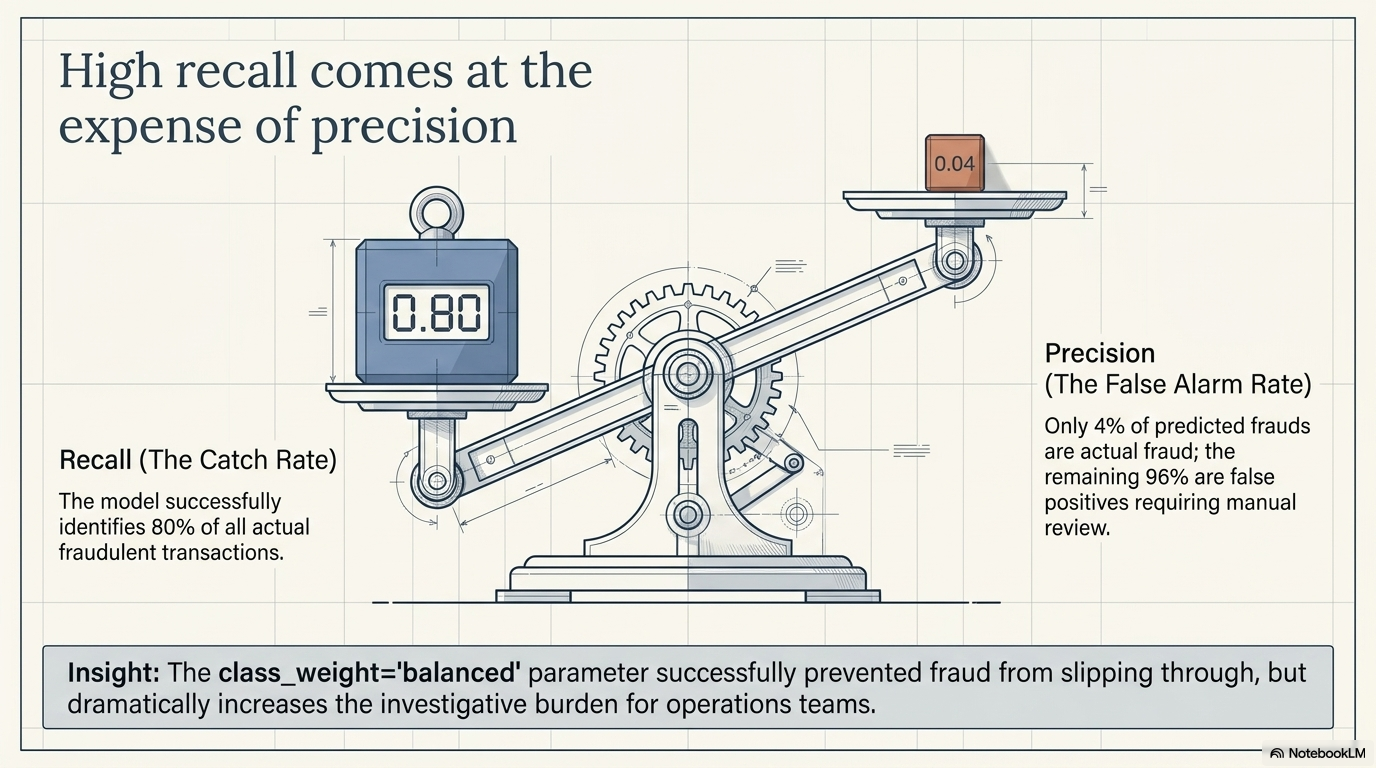 High recall comes at the
expense of precision
0.80
0.04
Recall (The Catch Rate)
The model successfully
identifies 80% of all actual
fraudulent transactions.
Precision
(The False Alarm Rate)
Only 4% of predicted frauds
are actual fraud; the
remaining 96% are false
positives requiring manual
review.
Insight: The class_weight='balanced' parameter successfully prevented fraud from slipping through, but
dramatically increases the investigative burden for operations teams.
NotebookLM